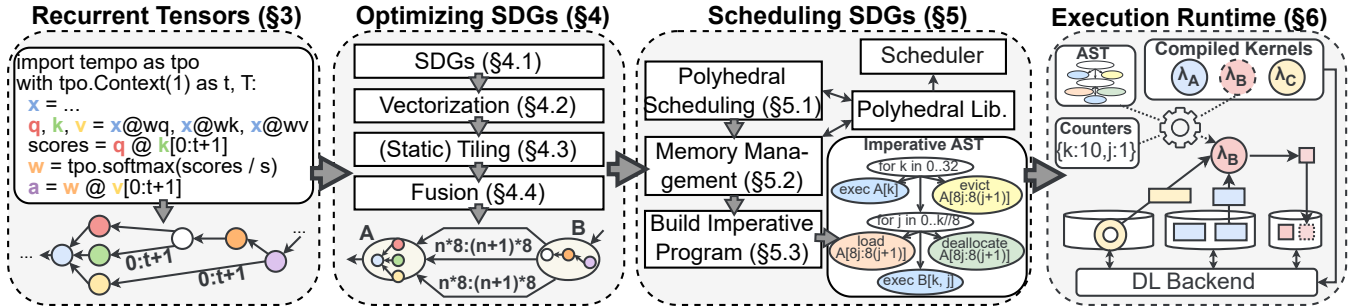 Recurrent Tensors (§3)
import tempo as tpo
with tpo.Context(1) as t, T:
x = ...
q, k, v = x@wq, x@wk, x@wv
scores = q @ k[0:t+1]
w = tpo.softmax(scores / s)
a = w @ v[0:t+1]
...
...
0:t+1
0:t+1
Optimizing SDGs (§4)
SDGs (§4.1)
Vectorization (§4.2)
(Static) Tiling (§4.3)
Fusion (§4.4)
A
B
n*8:(n+1)*8
n*8:(n+1)*8
Scheduling SDGs (§5)
Polyhedral
Scheduling (§5.1)
Memory Mana-
gement (§5.2)
Build Imperative
Program (§5.3)
Scheduler
Polyhedral Lib.
Imperative AST
for k in 0..32
exec A[k]
evict
A[8j:8(j+1)]
for j in 0..k//8
load
A[8j:8(j+1)]
deallocate
A[8j:8(j+1)]
exec B[k, j]
Execution Runtime (§6)
AST
Compiled Kernels
λA
λB
λC
Counters
{k:10,j:1}
λB
DL Backend